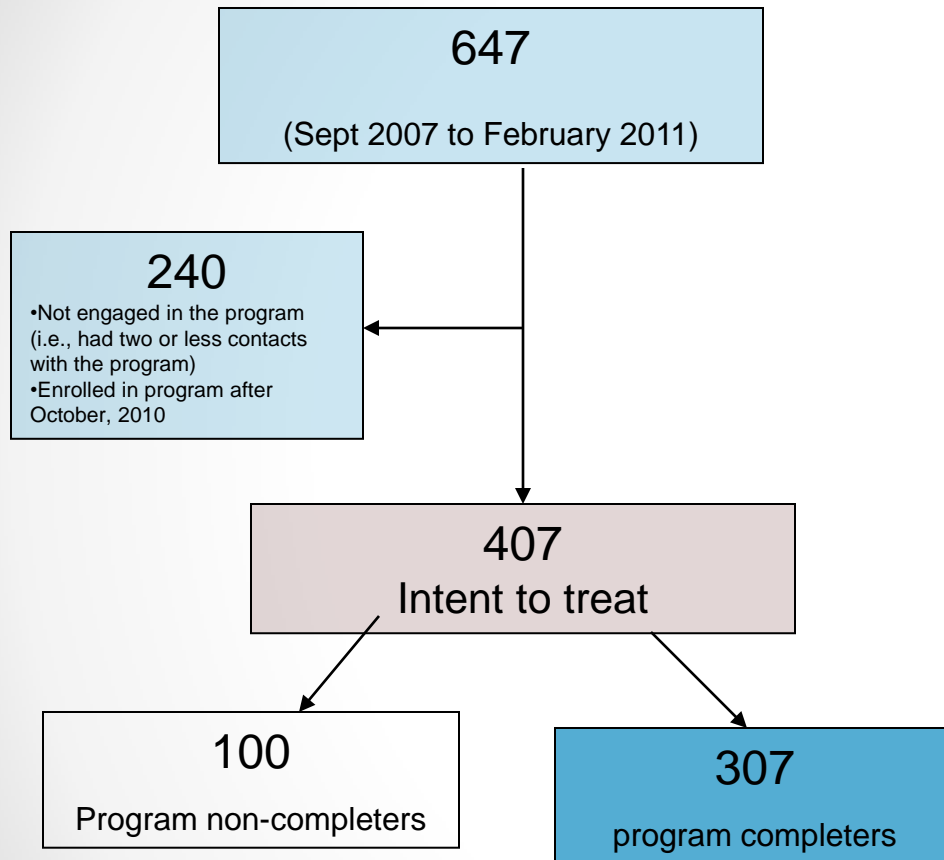 647
(Sept 2007 to February 2011)
240
•Not engaged in the program
(i.e., had two or less contacts
with the program)
•Enrolled in program after
October, 2010
407
Intent to treat
100
Program non-completers
307
program completers